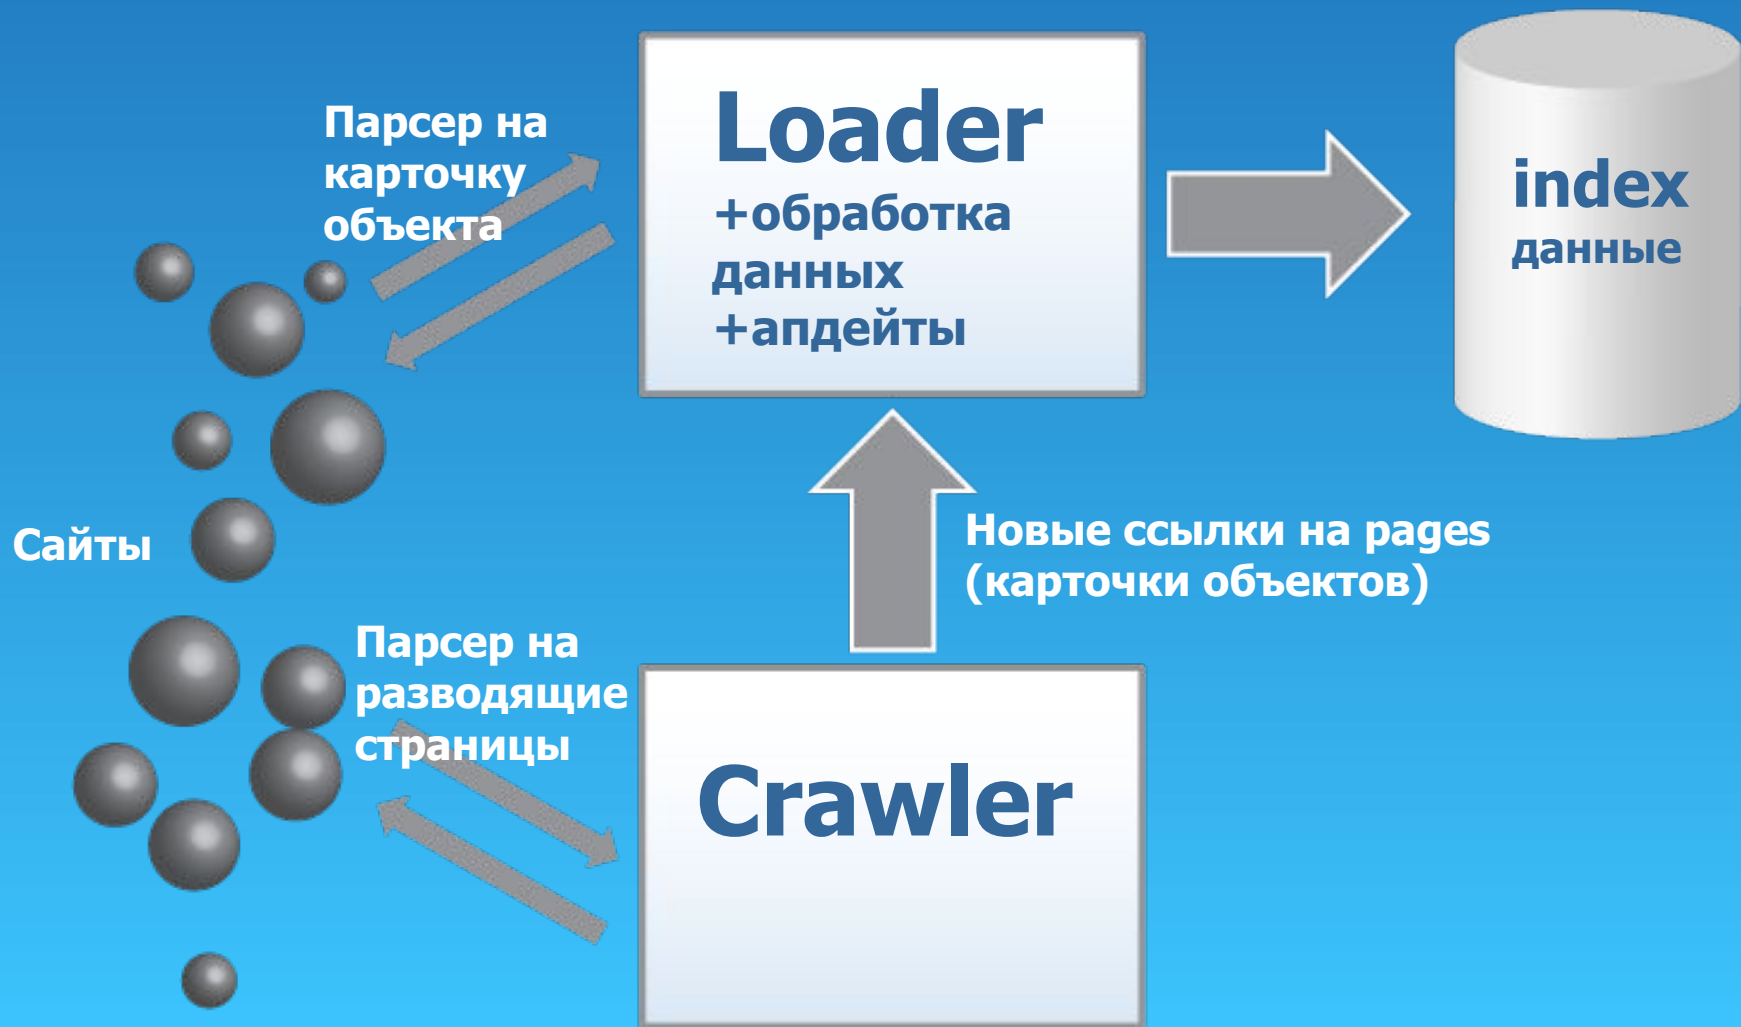 Парсер на
карточку
объекта
Loader
+обработка
данных
+апдейты
index
данные
Сайты
Новые ссылки на pages
(карточки объектов)
Парсер на
разводящие
страницы
Crawler